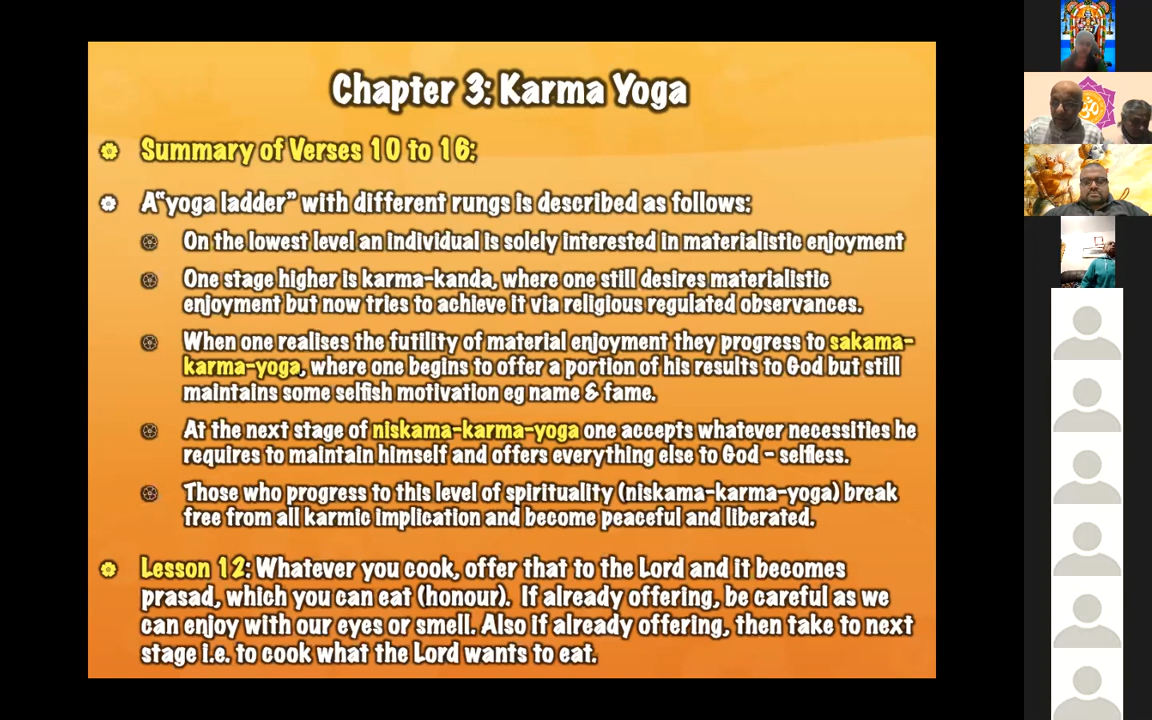 Chapter 3: Karma Yoga
Summary of Verses 10 to 16:
A“yoga ladder” with different rungs is described as follows:
On the lowest level an individual is solely interested in materialistic enjoyment
One stage higher is karma-kanda, where one still desires materialistic
enjoyment but now tries to achieve it via religious regulated observances.
When one realises the futility of material enjoyment they progress to sakama-
karma-yoga, where one begins to offer a portion of his results to God but still
maintains some selfish motivation eg name & fame.
At the next stage of niskama-karma-yoga one accepts whatever necessities he
requires to maintain himself and offers everything else to God - selfless.
Those who progress to this level of spirituality (niskama-karma-yoga) break
free from all karmic implication and become peaceful and liberated.
Lesson 12: Whatever you cook, offer that to the Lord and it becomes
prasad, which you can eat (honour). If already offering, be careful as we
can enjoy with our eyes or smell. Also if already offering, then take to next
stage i.e. to cook what the Lord wants to eat.